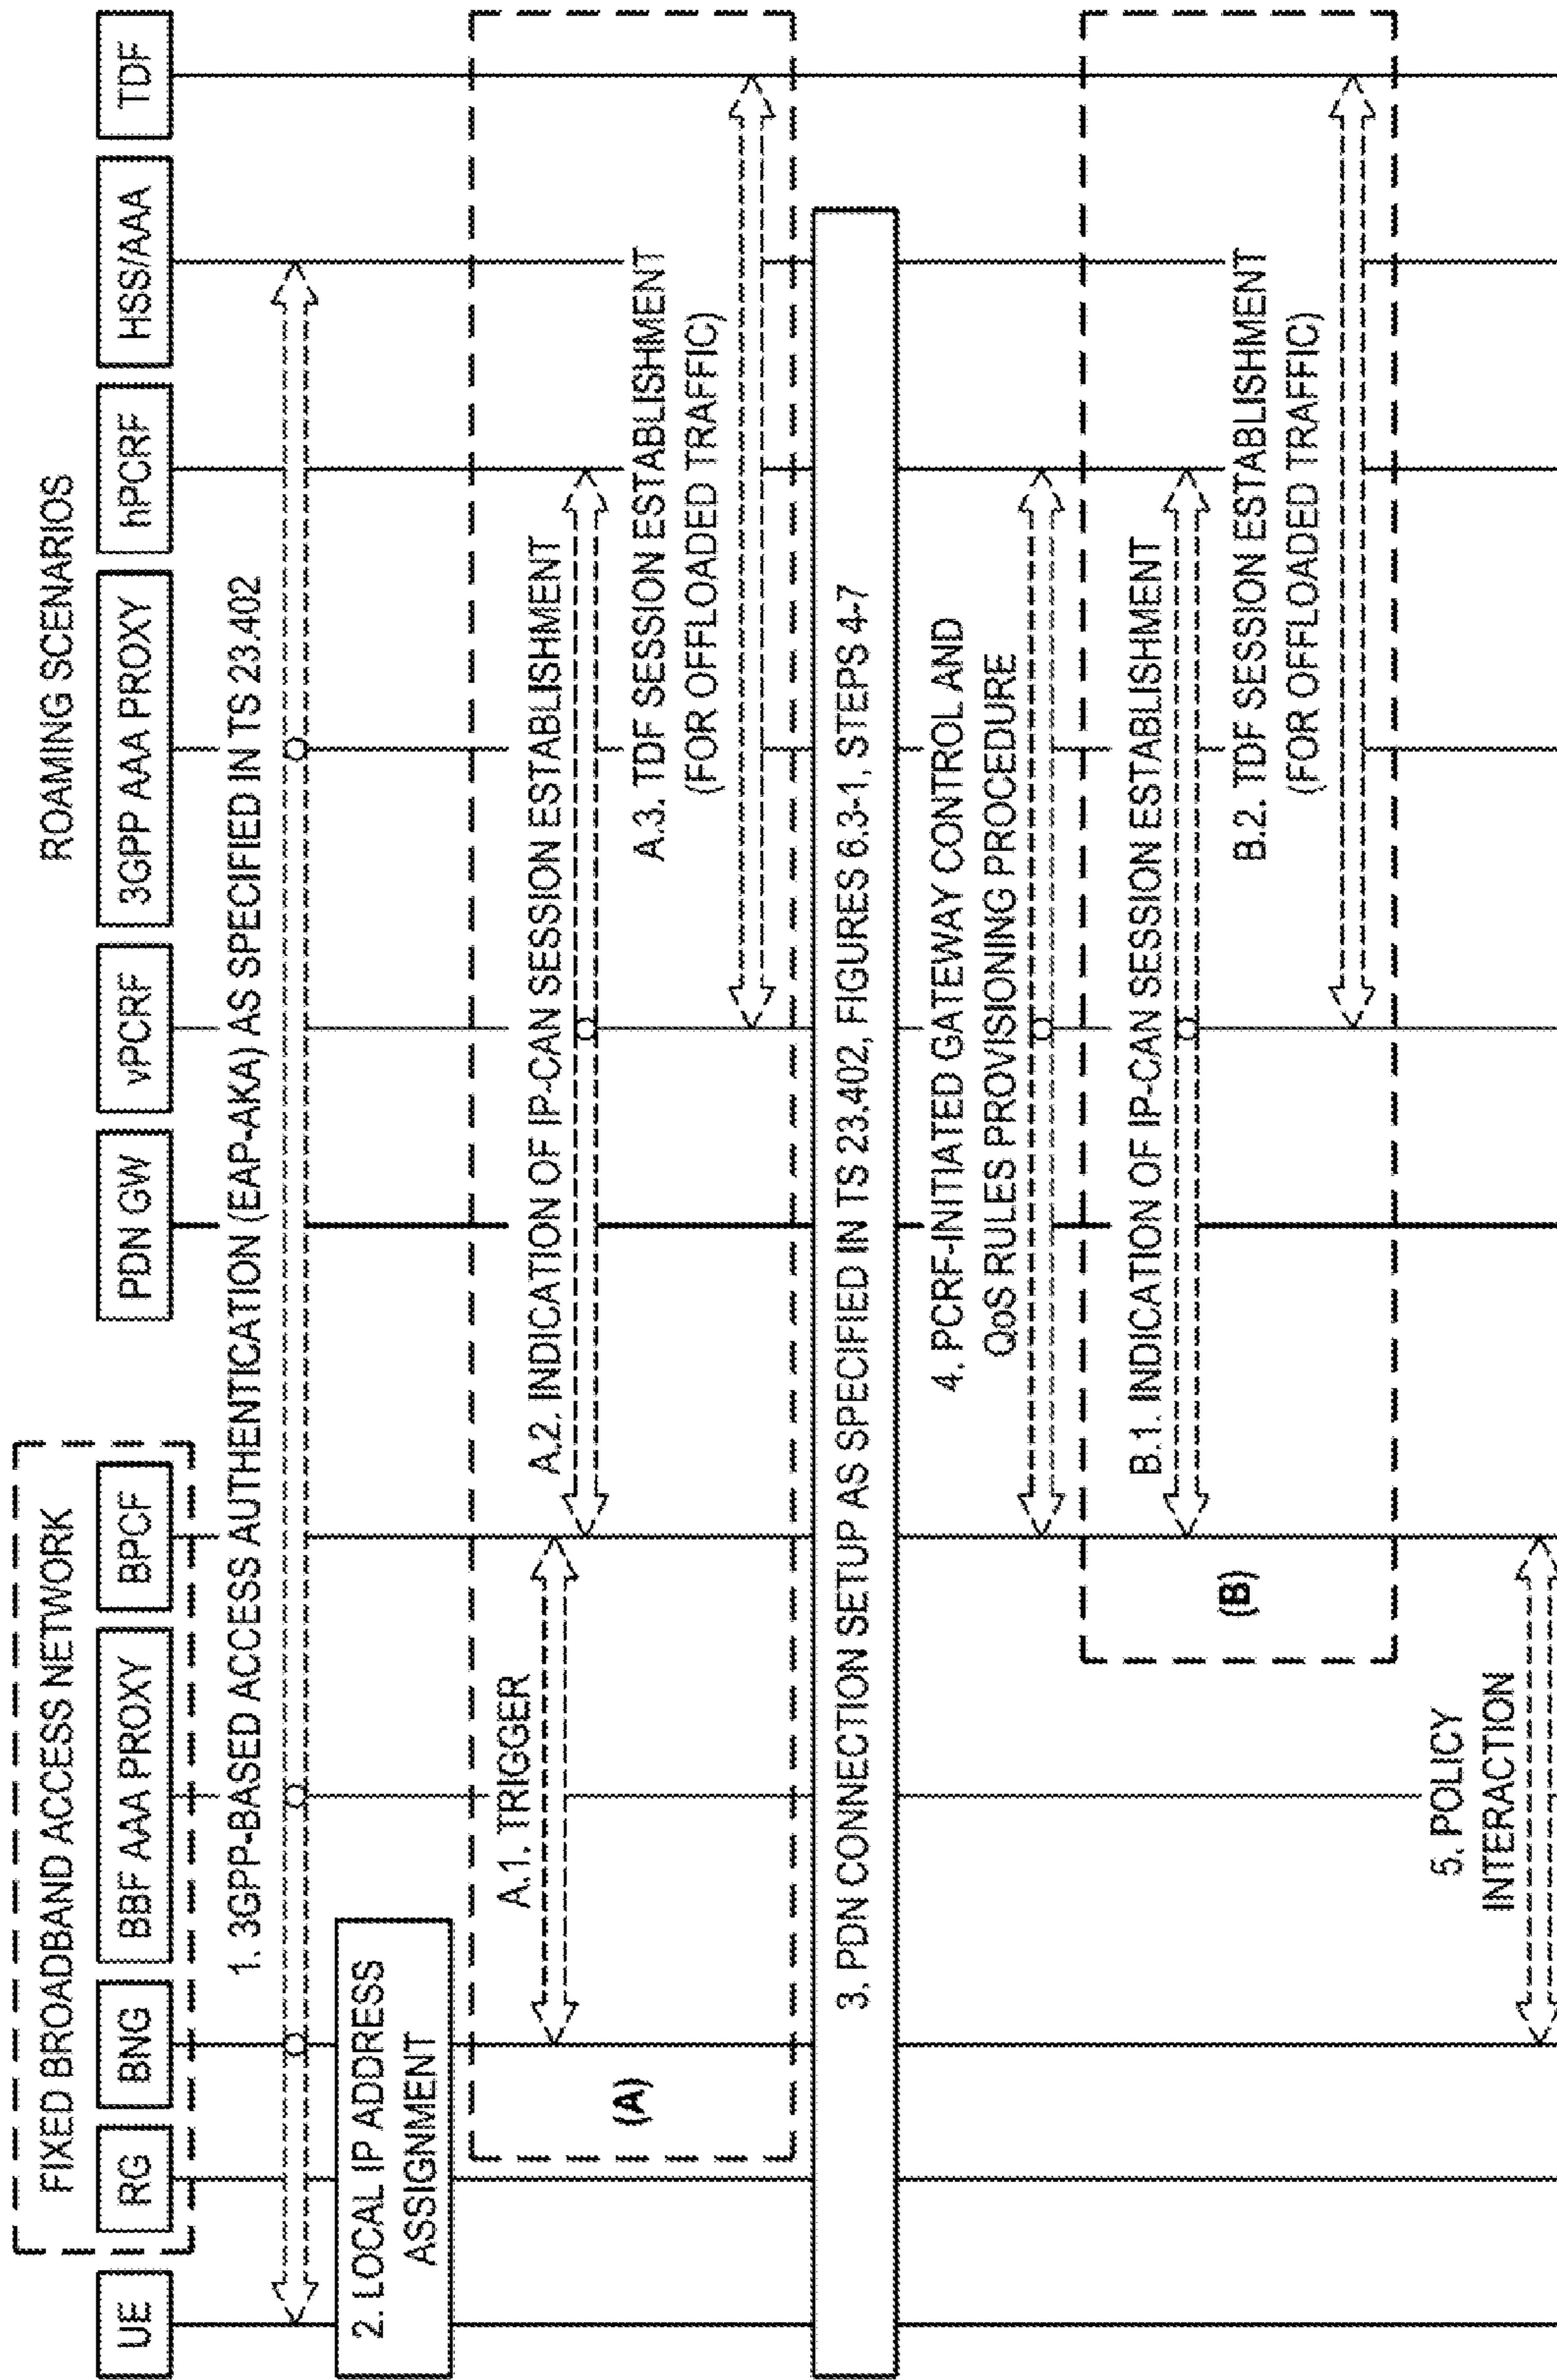 ROAMING SCENARIOS
FIXED BROADBAND ACCESS NETWORK
UE
RG
BNG
BBF AAA PROXY
BPCF
PDN GW
vPCRF
3GPP AAA PROXY
hPCRF
HSS/AAA
TDF
1. 3GPP-BASED ACCESS AUTHENTICATION (EAP-AKA) AS SPECIFIED IN TS 23.402
2. LOCAL IP ADDRESS
ASSIGNMENT
(A)
A.1. TRIGGER
A.2. INDICATION OF IP-CAN SESSION ESTABLISHMENT
A.3. TDF SESSION ESTABLISHMENT
(FOR OFFLOADED TRAFFIC)
3. PDN CONNECTION SETUP AS SPECIFIED IN TS 23.402, FIGURES 6.3-1, STEPS 4-7
4. PCRF-INITIATED GATEWAY CONTROL AND
QoS RULES PROVISIONING PROCEDURE
(B)
B.1. INDICATION OF IP-CAN SESSION ESTABLISHMENT
B.2. TDF SESSION ESTABLISHMENT
(FOR OFFLOADED TRAFFIC)
5. POLICY
INTERACTION